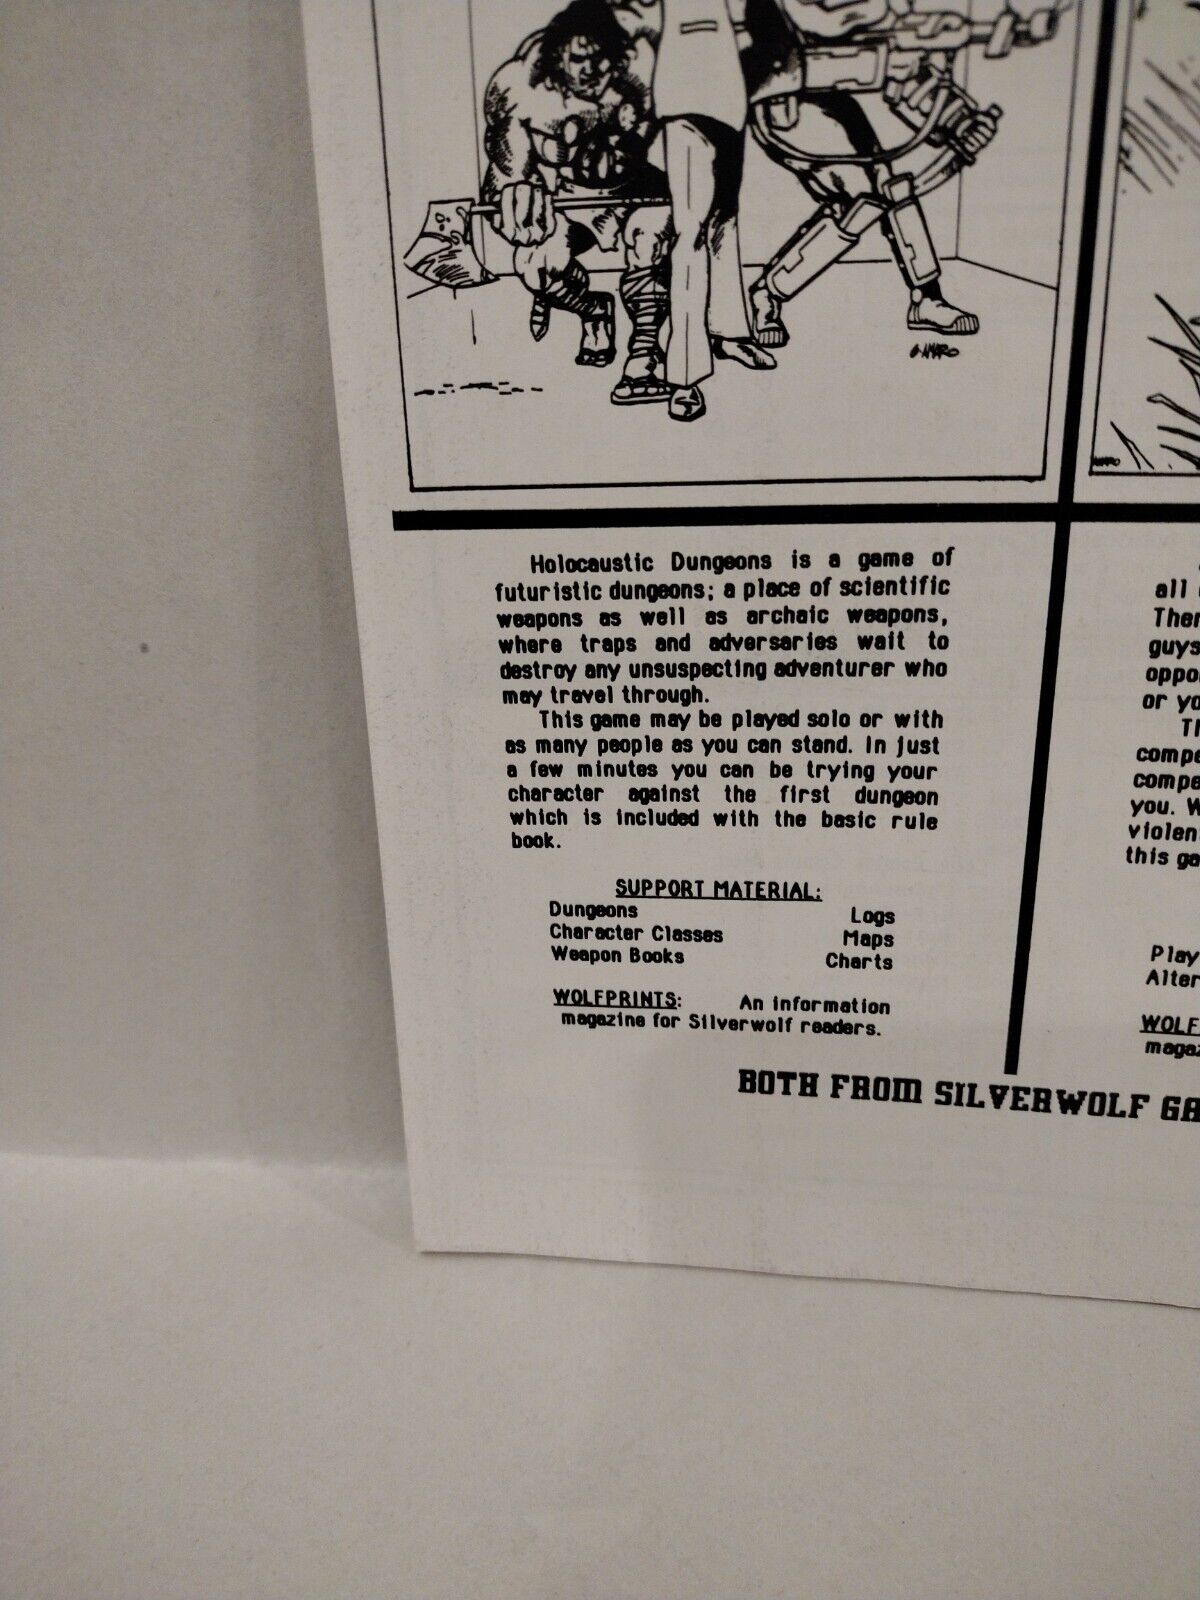 G. AMARO
AMARO
Holocaustic Dungeons is a game of
futuristic dungeons; a place of scientific
weapons as well as archaic weapons,
where traps and adversaries wait to
destroy any unsuspecting adventurer who
may travel through.
This game may be played solo or with
as many people as you can stand. In just
a few minutes you can be trying your
character against the first dungeon
which is included with the basic rule
book.
SUPPORT MATERIAL:
Dungeons Logs
Character Classes Maps
Weapon Books Charts
WOLFPRINTS: An information
magazine for Silverwolf readers.
all
Ther
guys
oppo
or yo
Th
compe
compe
you. W
violen
this ga
Play
Alter
WOLF
magaz
BOTH FROM SILVERWOLF GA